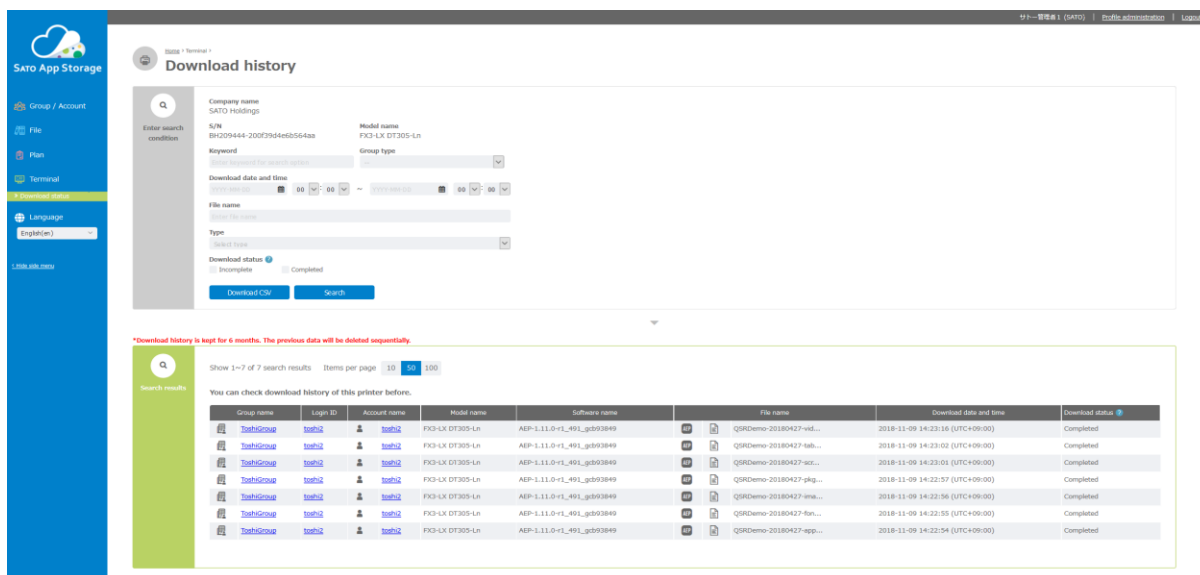 サトー管理者1 (SATO) | Profile administration | Logout
SATO App Storage
Home > Terminal >
Download history
Group / Account
File
Plan
Terminal
> Download status
Language
English(en)
< Hide side menu
Enter search condition
Company name
SATO Holdings
S/N Model name
BH209444-200f39d4e6b564aa FX3-LX DT305-Ln
Keyword Group type
Enter keyword for search option ---
Download date and time
YYYY-MM-DD 00 : 00 ~ YYYY-MM-DD 00 : 00
File name
Enter file name
Type
Select type
Download status ?
Incomplete Completed
Download CSV Search
*Download history is kept for 6 months. The previous data will be deleted sequentially.
Search results
Show 1~7 of 7 search results Items per page 10 50 100
You can check download history of this printer before.
Group name Login ID Account name Model name Software name File name Download date and time Download status ?
ToshiGroup toshi2 toshi2 FX3-LX DT305-Ln AEP-1.11.0-r1_491_gcb93849 AEP QSRDemo-20180427-vid... 2018-11-09 14:23:16 (UTC+09:00) Completed
ToshiGroup toshi2 toshi2 FX3-LX DT305-Ln AEP-1.11.0-r1_491_gcb93849 AEP QSRDemo-20180427-tab... 2018-11-09 14:23:02 (UTC+09:00) Completed
ToshiGroup toshi2 toshi2 FX3-LX DT305-Ln AEP-1.11.0-r1_491_gcb93849 AEP QSRDemo-20180427-scr... 2018-11-09 14:23:01 (UTC+09:00) Completed
ToshiGroup toshi2 toshi2 FX3-LX DT305-Ln AEP-1.11.0-r1_491_gcb93849 AEP QSRDemo-20180427-pkg... 2018-11-09 14:22:57 (UTC+09:00) Completed
ToshiGroup toshi2 toshi2 FX3-LX DT305-Ln AEP-1.11.0-r1_491_gcb93849 AEP QSRDemo-20180427-ima... 2018-11-09 14:22:56 (UTC+09:00) Completed
ToshiGroup toshi2 toshi2 FX3-LX DT305-Ln AEP-1.11.0-r1_491_gcb93849 AEP QSRDemo-20180427-fon... 2018-11-09 14:22:55 (UTC+09:00) Completed
ToshiGroup toshi2 toshi2 FX3-LX DT305-Ln AEP-1.11.0-r1_491_gcb93849 AEP QSRDemo-20180427-app... 2018-11-09 14:22:54 (UTC+09:00) Completed